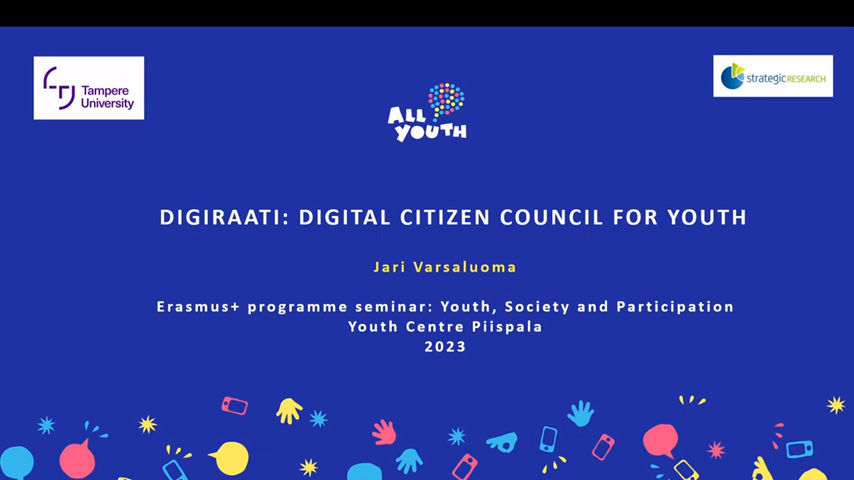 Tampere
University
strategicRESEARCH
ALL
YOUTH
DIGIRAATI: DIGITAL CITIZEN COUNCIL FOR YOUTH
Jari Varsaluoma
Erasmus+ programme seminar: Youth, Society and Participation
Youth Centre Piispala
2023